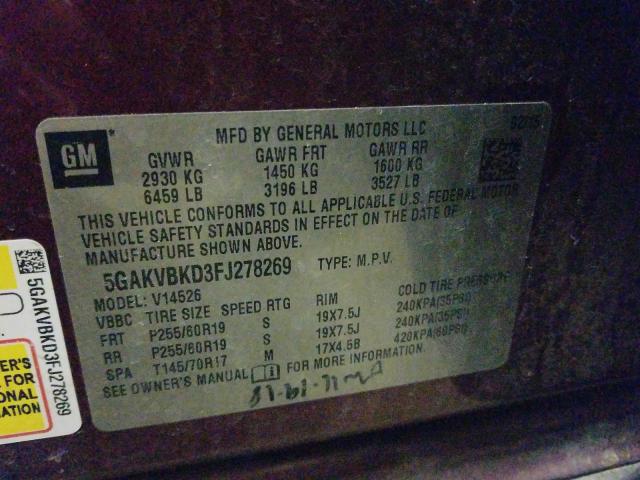 GM
MFD BY GENERAL MOTORS LLC
GVWR GAWR FRT GAWR RR
2930 KG 1450 KG 1600 KG
6459 LB 3196 LB 3527 LB
THIS VEHICLE CONFORMS TO ALL APPLICABLE U.S. FEDERAL MOTOR
VEHICLE SAFETY STANDARDS IN EFFECT ON THE DATE OF
MANUFACTURE SHOWN ABOVE.
5GAKVBKD3FJ278269 TYPE: M.P.V.
MODEL: V14526
VBBC TIRE SIZE SPEED RTG RIM COLD TIRE PRESSURE
FRT P255/60R19 S 19X7.5J 240KPA(35PSI)
RR P255/60R19 S 19X7.5J 240KPA(35PSI)
SPA T145/70R17 M 17X4.5B 420KPA(60PSI)
SEE OWNER'S MANUAL FOR MORE INFORMATION.
5GAKVBKD3FJ278269
ER'S
FOR
ONAL
MATION